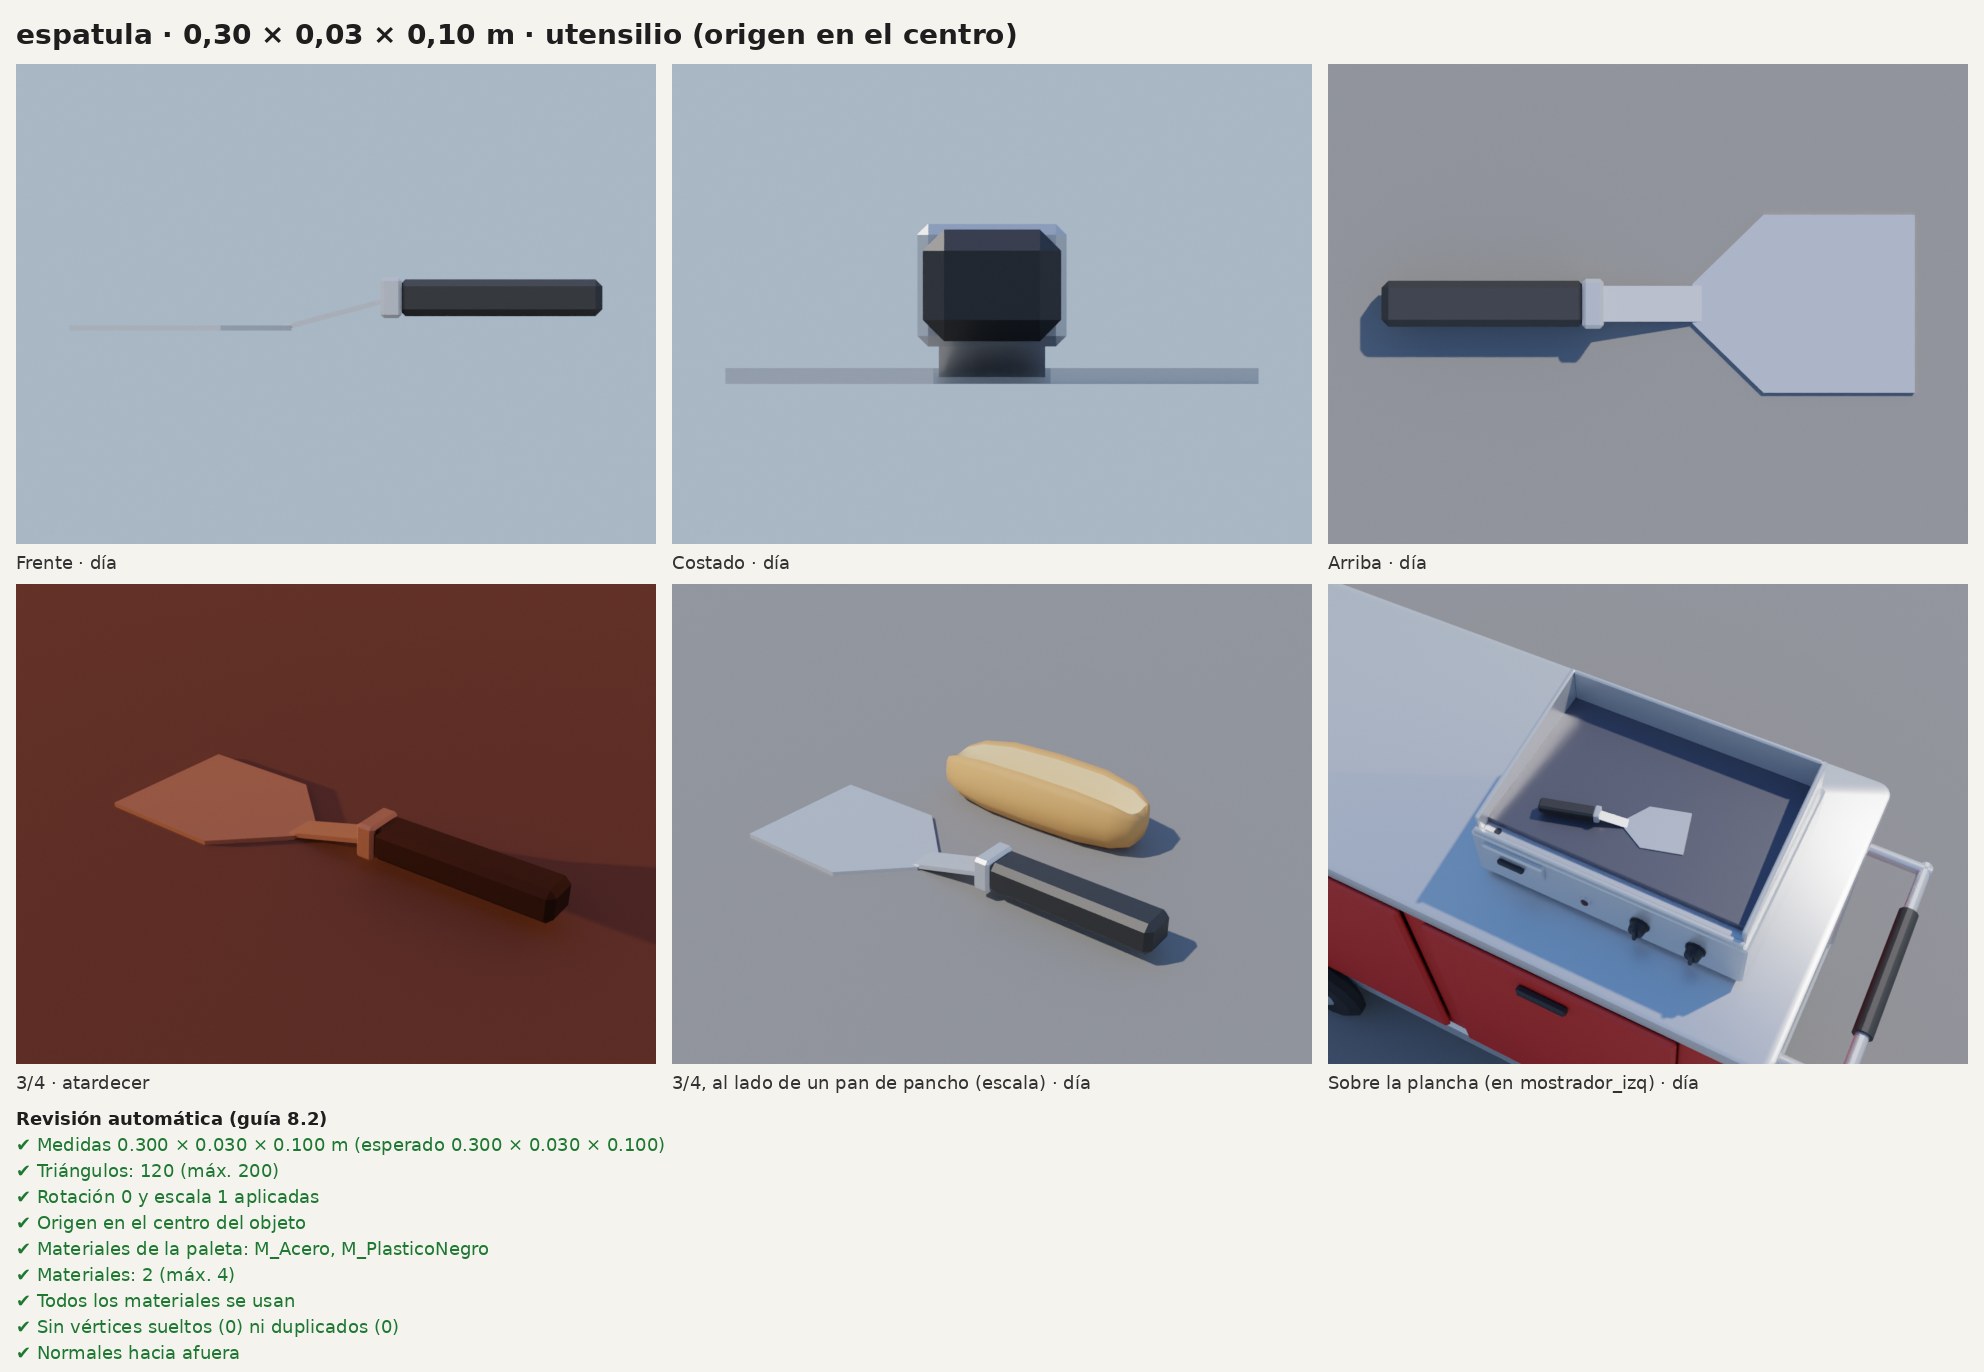 espatula · 0,30 × 0,03 × 0,10 m · utensilio (origen en el centro)
Frente · día
Costado · día
Arriba · día
3/4 · atardecer
3/4, al lado de un pan de pancho (escala) · día
Sobre la plancha (en mostrador_izq) · día
Revisión automática (guía 8.2)
✔ Medidas 0.300 × 0.030 × 0.100 m (esperado 0.300 × 0.030 × 0.100)
✔ Triángulos: 120 (máx. 200)
✔ Rotación 0 y escala 1 aplicadas
✔ Origen en el centro del objeto
✔ Materiales de la paleta: M_Acero, M_PlasticoNegro
✔ Materiales: 2 (máx. 4)
✔ Todos los materiales se usan
✔ Sin vértices sueltos (0) ni duplicados (0)
✔ Normales hacia afuera